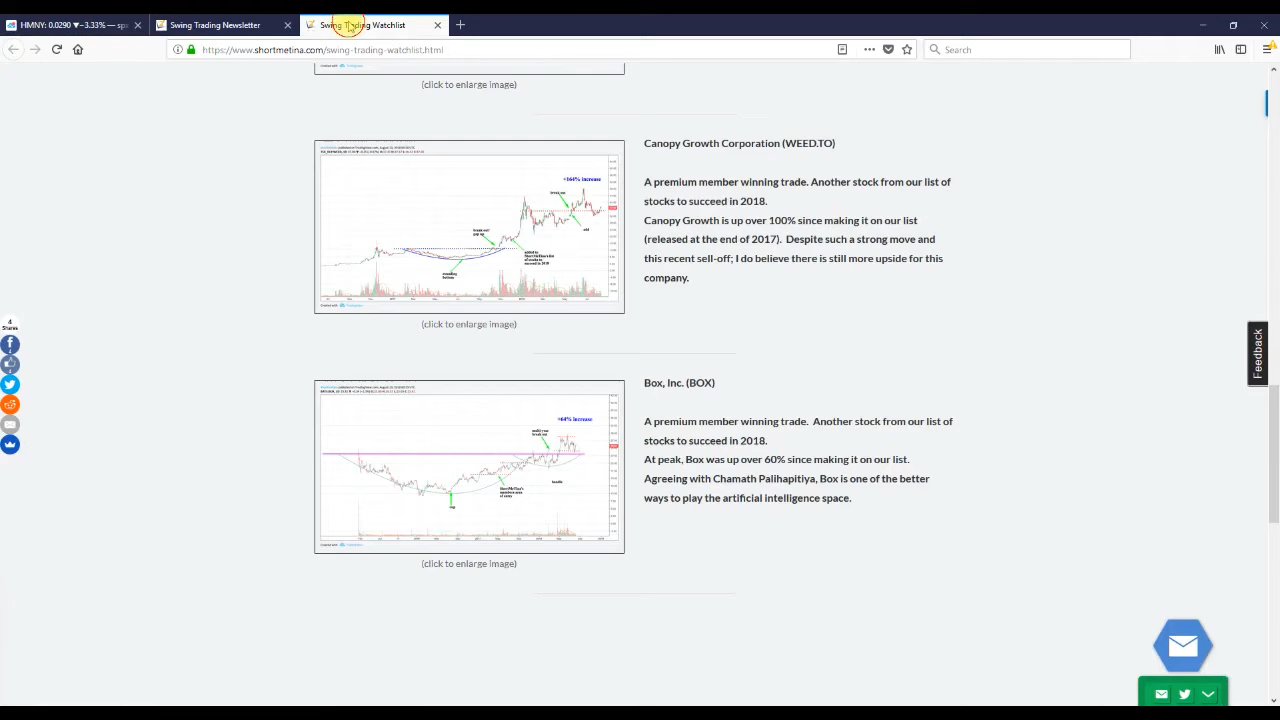 HMNY: 0.0290 ▼−3.33% — sp
Swing Trading Newsletter
Swing Trading Watchlist
https://www.shortmetina.com/swing-trading-watchlist.html
Search
(click to enlarge image)
Canopy Growth Corporation (WEED.TO)
A premium member winning trade. Another stock from our list of
stocks to succeed in 2018.
Canopy Growth is up over 100% since making it on our list
(released at the end of 2017). Despite such a strong move and
this recent sell-off; I do believe there is still more upside for this
company.
+164% increase
(click to enlarge image)
4
Shares
Feedback
Box, Inc. (BOX)
A premium member winning trade. Another stock from our list of
stocks to succeed in 2018.
At peak, Box was up over 60% since making it on our list.
Agreeing with Chamath Palihapitiya, Box is one of the better
ways to play the artificial intelligence space.
+64% increase
(click to enlarge image)